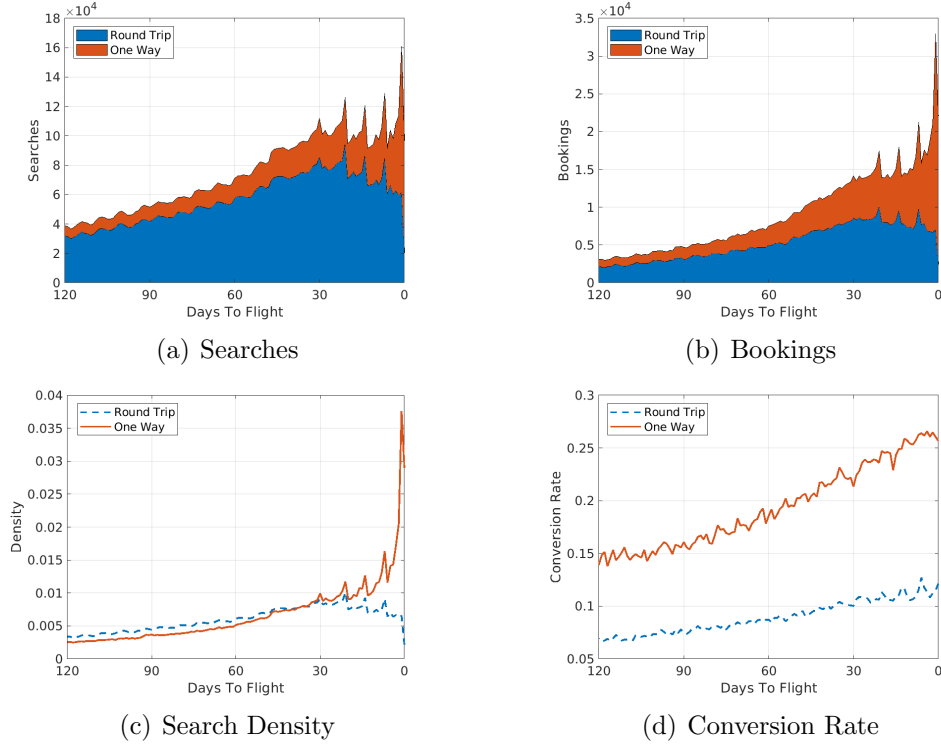 ×10⁴
18
16
14
12
10
8
6
4
2
0
Searches
Round Trip
One Way
120
90
60
30
0
Days To Flight
(a) Searches
×10⁴
3.5
3
2.5
2
1.5
1
0.5
0
Bookings
Round Trip
One Way
120
90
60
30
0
Days To Flight
(b) Bookings
0.04
0.035
0.03
0.025
0.02
0.015
0.01
0.005
0
Density
Round Trip
One Way
120
90
60
30
0
Days To Flight
(c) Search Density
0.3
0.25
0.2
0.15
0.1
0.05
Conversion Rate
Round Trip
One Way
120
90
60
30
0
Days To Flight
(d) Conversion Rate